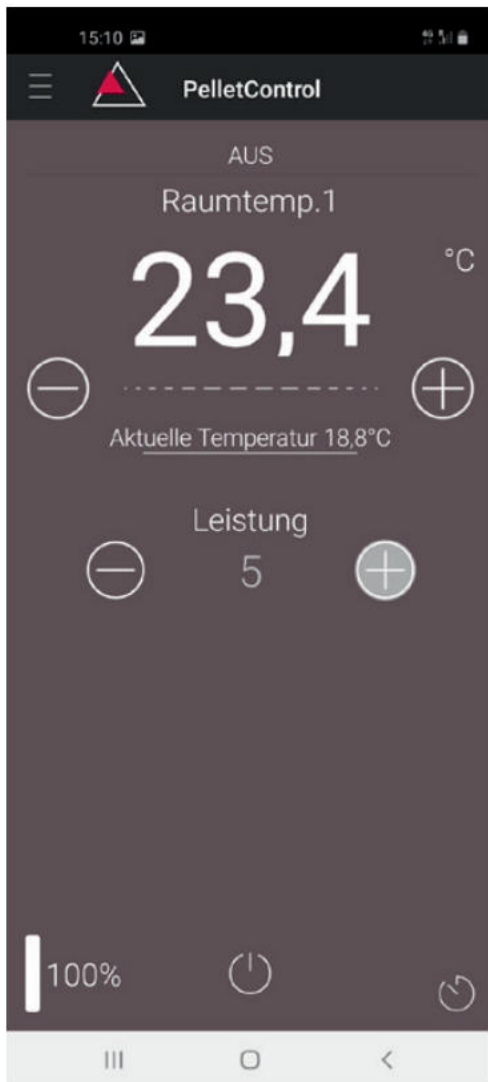 15:10
PelletControl
AUS
Raumtemp.1
23,4 °C
Aktuelle Temperatur 18,8°C
Leistung
5
100%